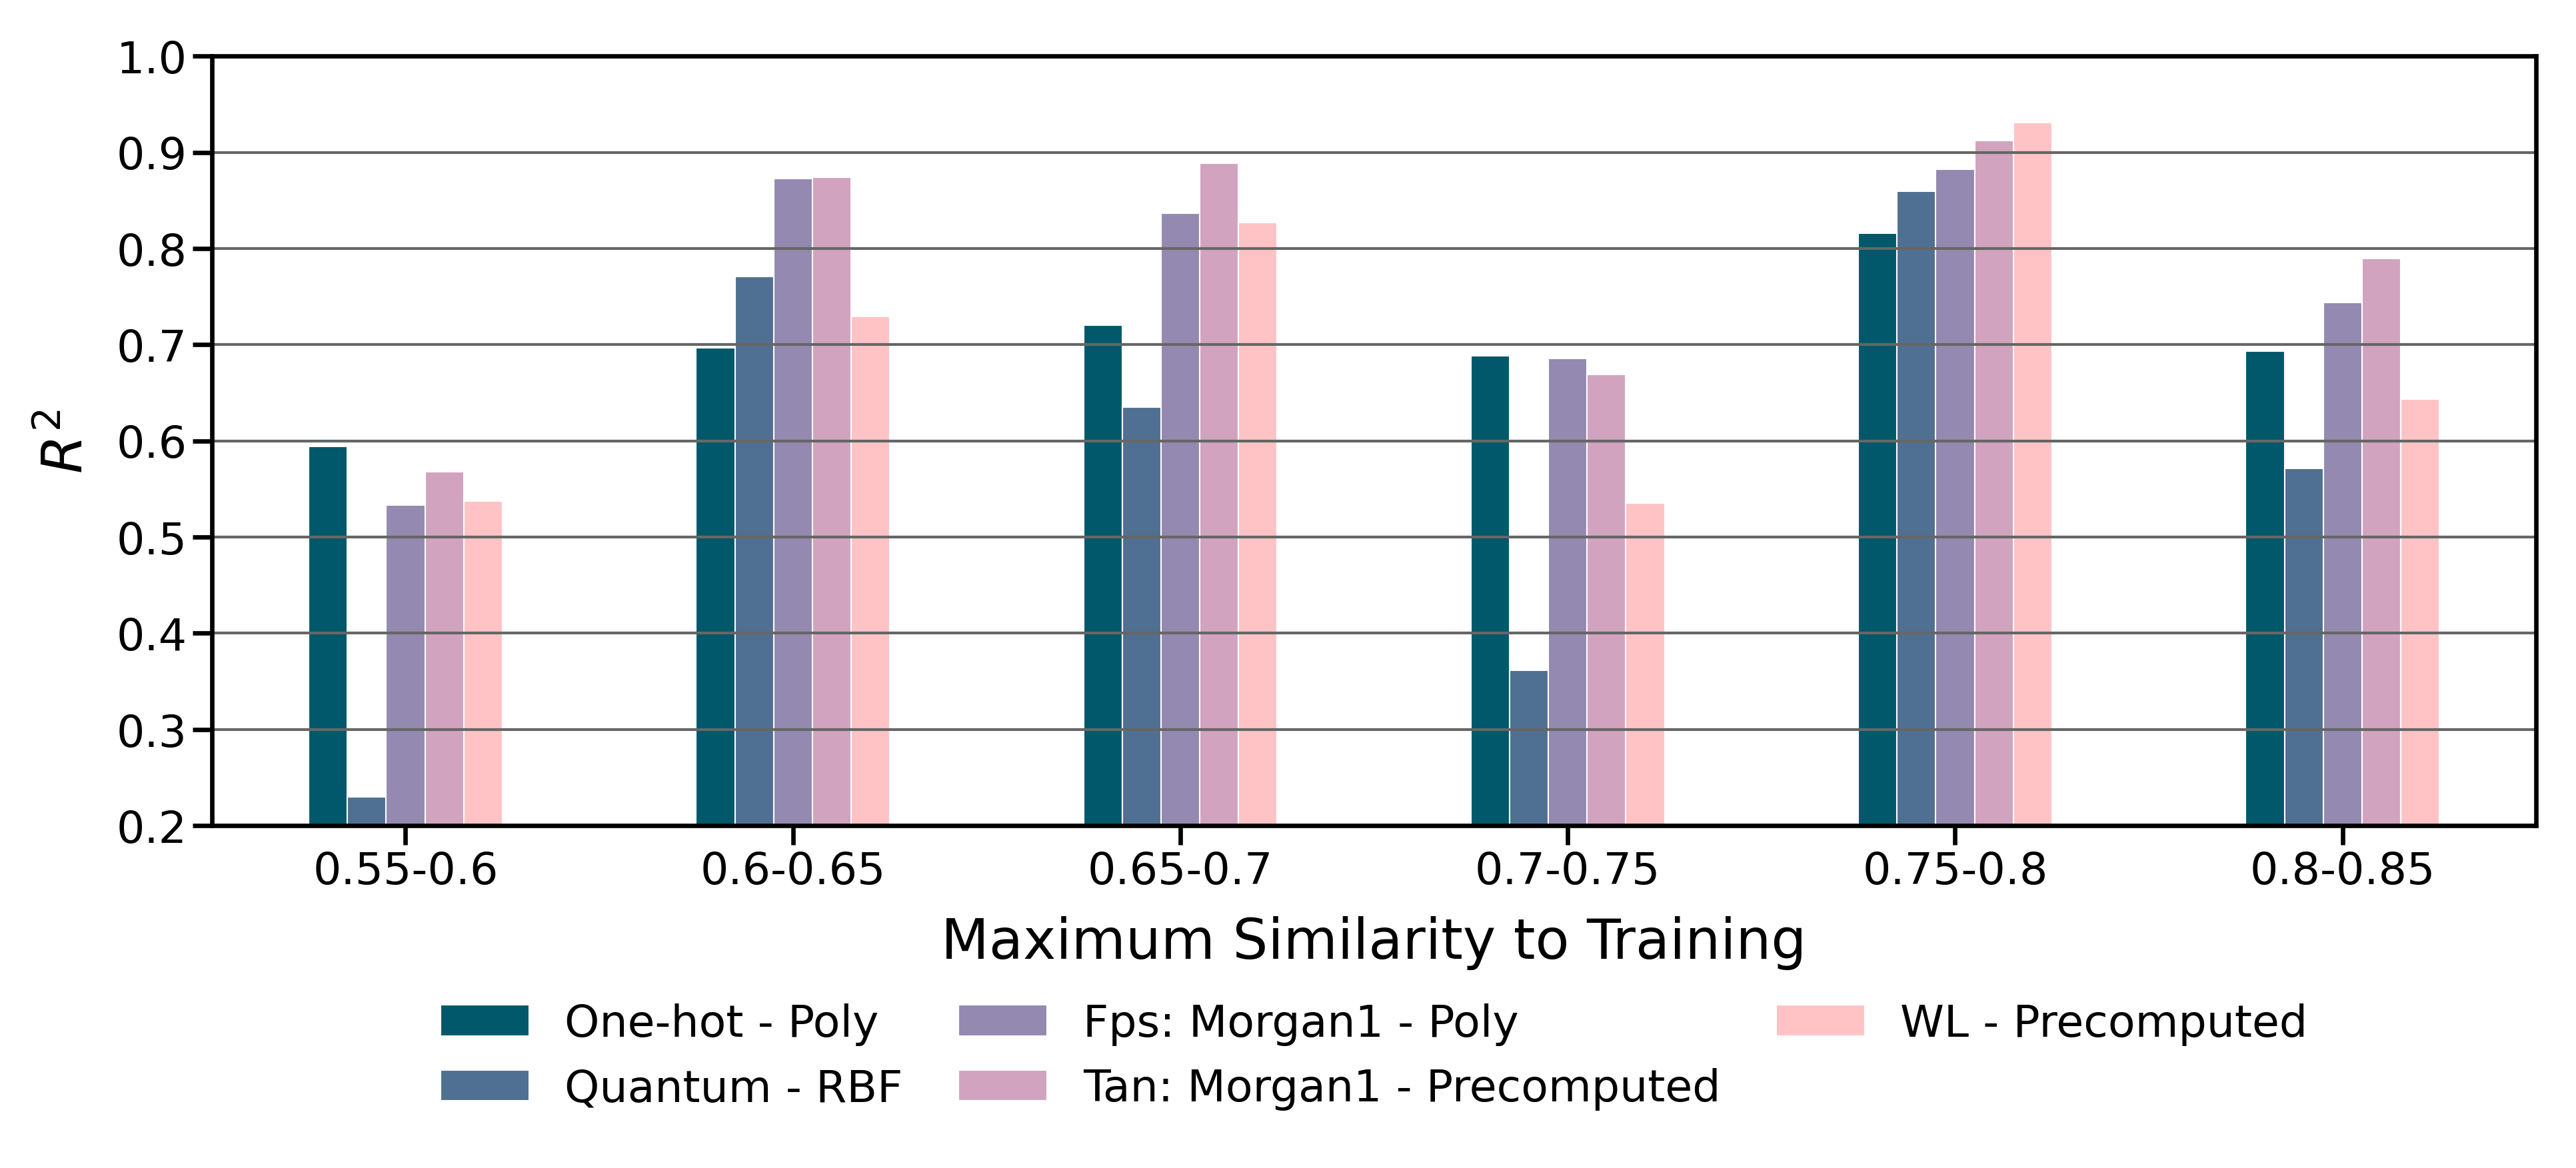 1.0
0.9
0.8
0.7
0.6
0.5
0.4
0.3
0.2
R²
0.55-0.6 0.6-0.65 0.65-0.7 0.7-0.75 0.75-0.8 0.8-0.85
Maximum Similarity to Training
One-hot - Poly Fps: Morgan1 - Poly WL - Precomputed
Quantum - RBF Tan: Morgan1 - Precomputed